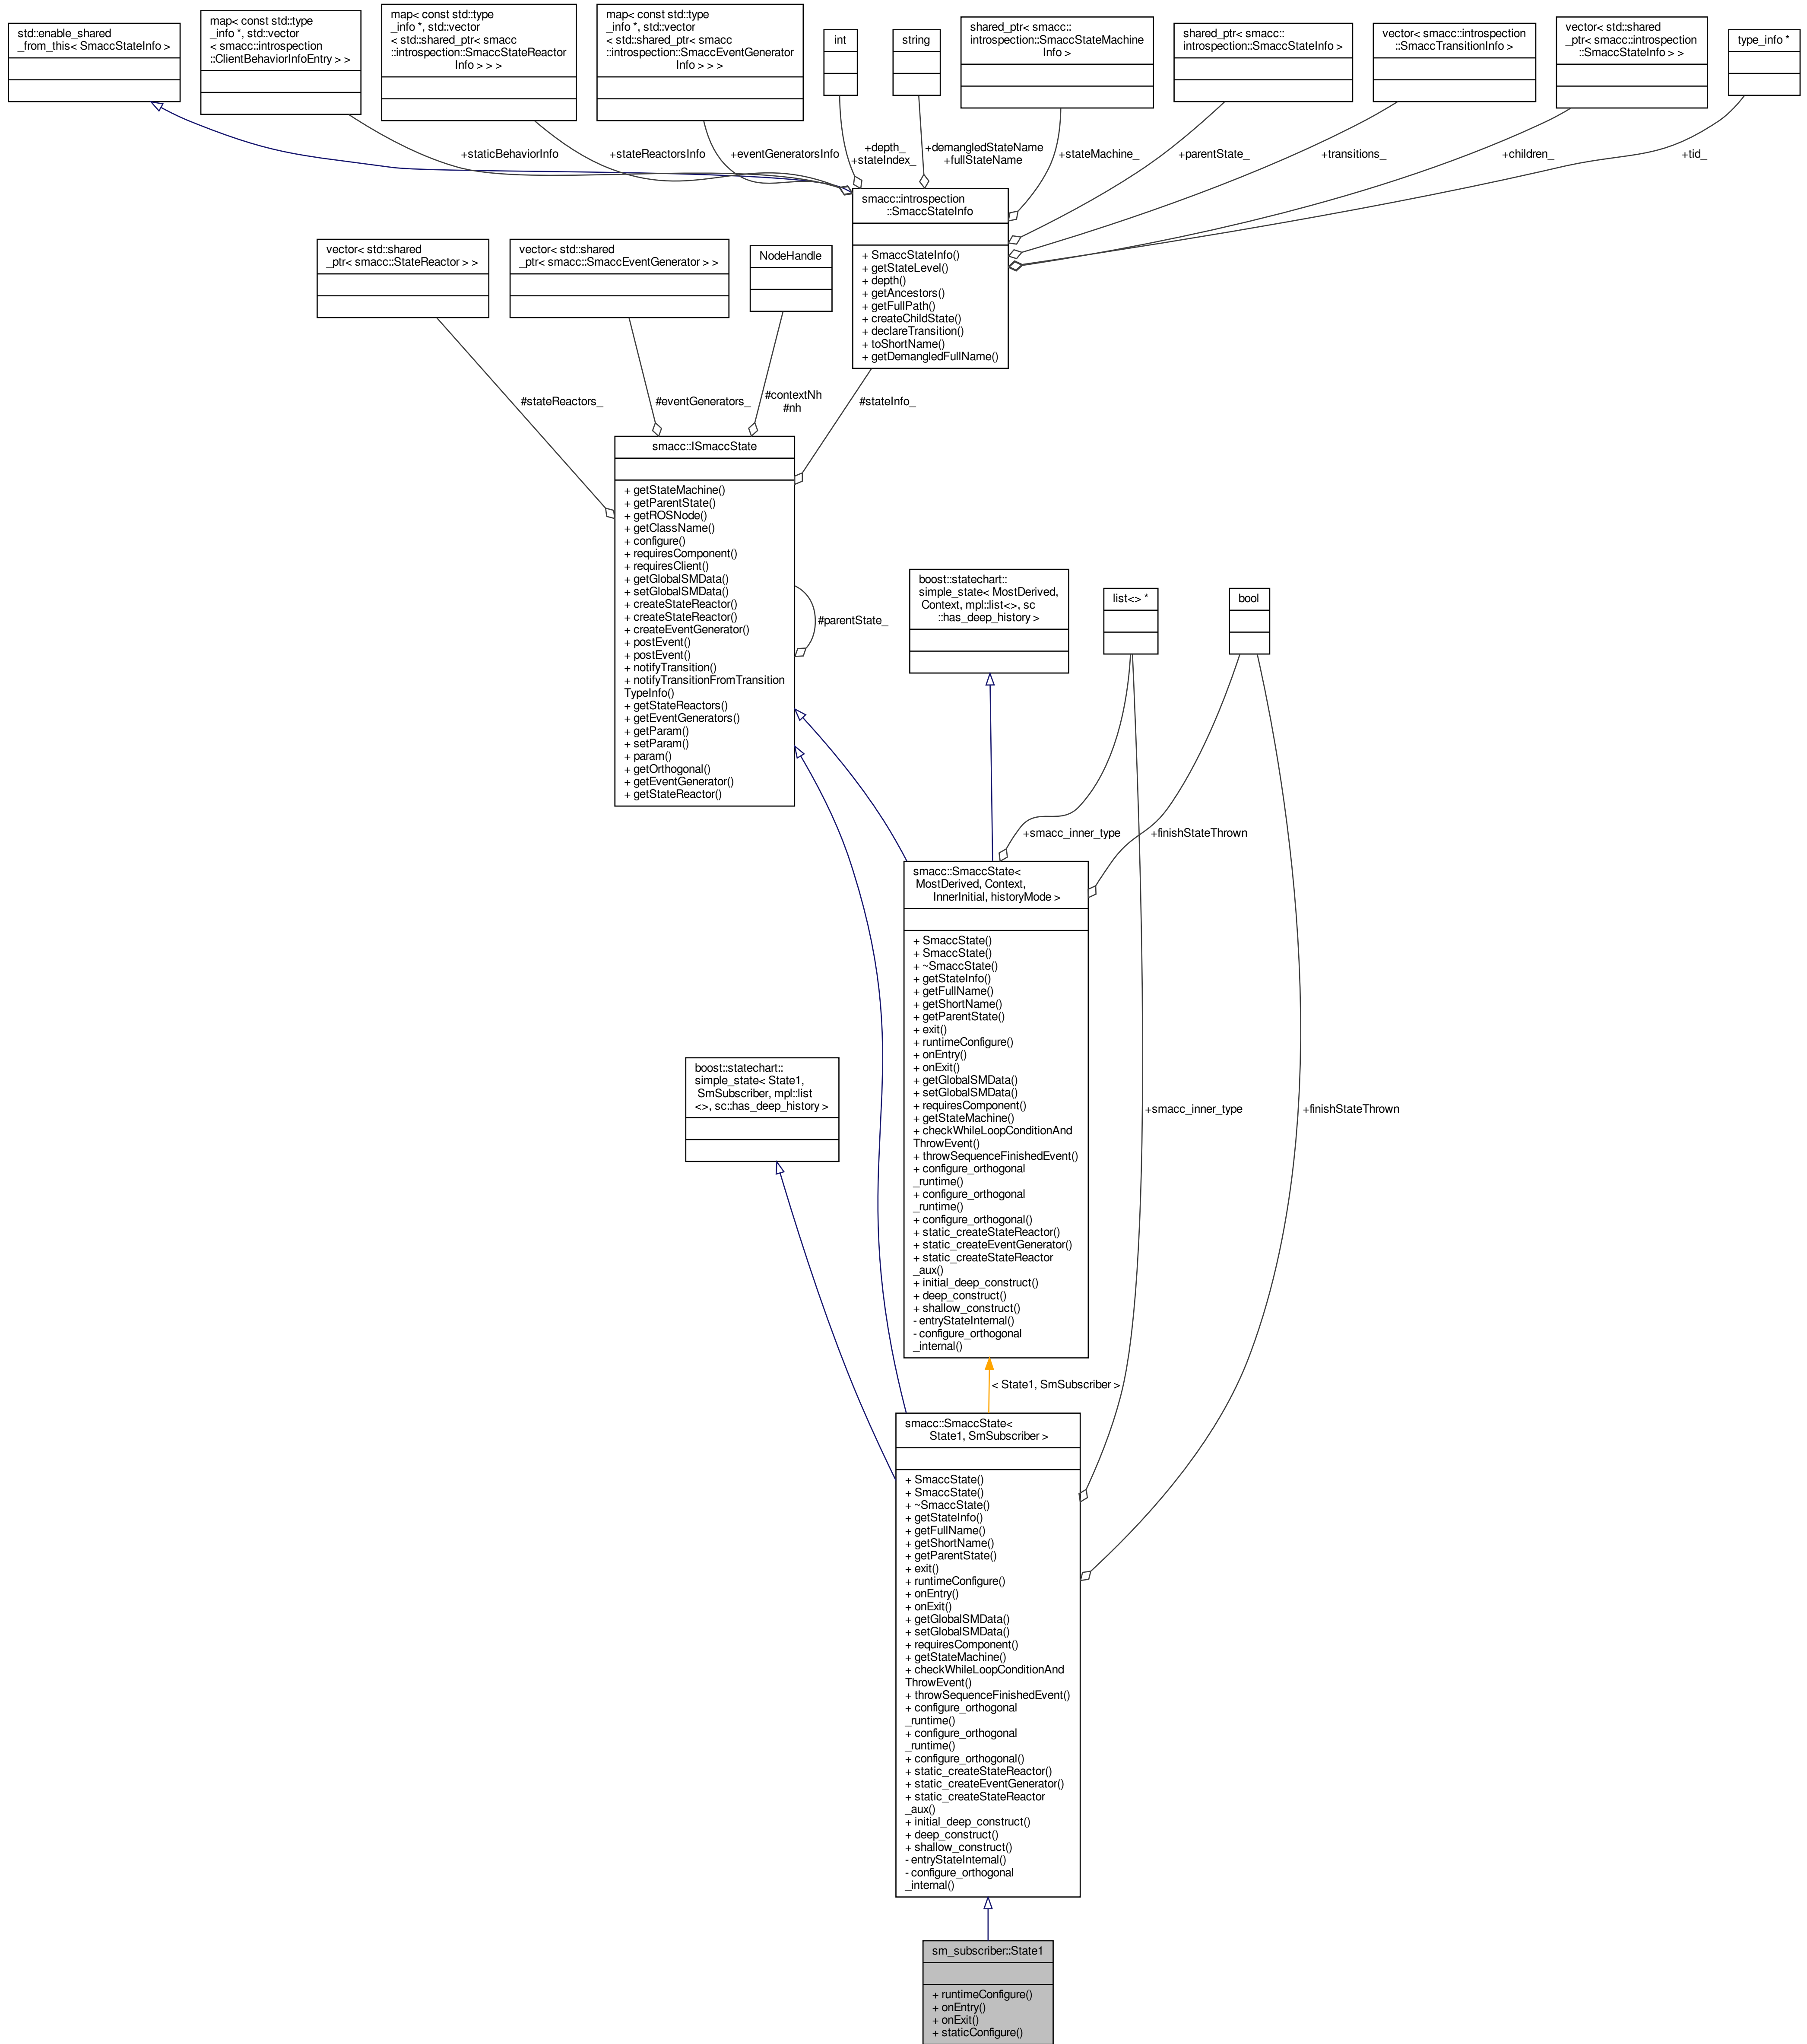 std::enable_shared
_from_this< SmaccStateInfo >
map< const std::type
_info *, std::vector
< smacc::introspection
::ClientBehaviorInfoEntry > >
map< const std::type
_info *, std::vector
< std::shared_ptr< smacc
::introspection::SmaccStateReactor
Info > > >
map< const std::type
_info *, std::vector
< std::shared_ptr< smacc
::introspection::SmaccEventGenerator
Info > > >
int
string
shared_ptr< smacc::
introspection::SmaccStateMachine
Info >
shared_ptr< smacc::
introspection::SmaccStateInfo >
vector< smacc::introspection
::SmaccTransitionInfo >
vector< std::shared
_ptr< smacc::introspection
::SmaccStateInfo > >
type_info *
+staticBehaviorInfo
+stateReactorsInfo
+eventGeneratorsInfo
+depth_
+stateIndex_
+demangledStateName
+fullStateName
+stateMachine_
+parentState_
+transitions_
+children_
+tid_
smacc::introspection
::SmaccStateInfo
+ SmaccStateInfo()
+ getStateLevel()
+ depth()
+ getAncestors()
+ getFullPath()
+ createChildState()
+ declareTransition()
+ toShortName()
+ getDemangledFullName()
vector< std::shared
_ptr< smacc::StateReactor > >
vector< std::shared
_ptr< smacc::SmaccEventGenerator > >
NodeHandle
#stateReactors_
#eventGenerators_
#contextNh
#nh
#stateInfo_
smacc::ISmaccState
+ getStateMachine()
+ getParentState()
+ getROSNode()
+ getClassName()
+ configure()
+ requiresComponent()
+ requiresClient()
+ getGlobalSMData()
+ setGlobalSMData()
+ createStateReactor()
+ createStateReactor()
+ createEventGenerator()
+ postEvent()
+ postEvent()
+ notifyTransition()
+ notifyTransitionFromTransition
TypeInfo()
+ getStateReactors()
+ getEventGenerators()
+ getParam()
+ setParam()
+ param()
+ getOrthogonal()
+ getEventGenerator()
+ getStateReactor()
#parentState_
boost::statechart::
simple_state< MostDerived,
Context, mpl::list<>, sc
::has_deep_history >
list<> *
bool
+smacc_inner_type
+finishStateThrown
smacc::SmaccState<
MostDerived, Context,
InnerInitial, historyMode >
+ SmaccState()
+ SmaccState()
+ ~SmaccState()
+ getStateInfo()
+ getFullName()
+ getShortName()
+ getParentState()
+ exit()
+ runtimeConfigure()
+ onEntry()
+ onExit()
+ getGlobalSMData()
+ setGlobalSMData()
+ requiresComponent()
+ getStateMachine()
+ checkWhileLoopConditionAnd
ThrowEvent()
+ throwSequenceFinishedEvent()
+ configure_orthogonal
_runtime()
+ configure_orthogonal
_runtime()
+ configure_orthogonal()
+ static_createStateReactor()
+ static_createEventGenerator()
+ static_createStateReactor
_aux()
+ initial_deep_construct()
+ deep_construct()
+ shallow_construct()
- entryStateInternal()
- configure_orthogonal
_internal()
boost::statechart::
simple_state< State1,
SmSubscriber, mpl::list
<>, sc::has_deep_history >
+smacc_inner_type
+finishStateThrown
< State1, SmSubscriber >
smacc::SmaccState<
State1, SmSubscriber >
+ SmaccState()
+ SmaccState()
+ ~SmaccState()
+ getStateInfo()
+ getFullName()
+ getShortName()
+ getParentState()
+ exit()
+ runtimeConfigure()
+ onEntry()
+ onExit()
+ getGlobalSMData()
+ setGlobalSMData()
+ requiresComponent()
+ getStateMachine()
+ checkWhileLoopConditionAnd
ThrowEvent()
+ throwSequenceFinishedEvent()
+ configure_orthogonal
_runtime()
+ configure_orthogonal
_runtime()
+ configure_orthogonal()
+ static_createStateReactor()
+ static_createEventGenerator()
+ static_createStateReactor
_aux()
+ initial_deep_construct()
+ deep_construct()
+ shallow_construct()
- entryStateInternal()
- configure_orthogonal
_internal()
sm_subscriber::State1
+ runtimeConfigure()
+ onEntry()
+ onExit()
+ staticConfigure()